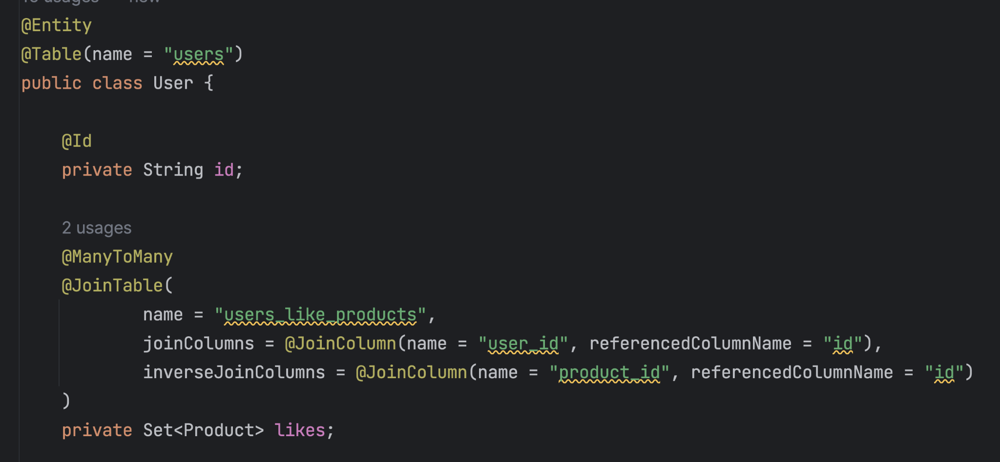 usages
@Entity
@Table(name = "users")
public class User {
@Id
private String id;
2 usages
@ManyToMany
@JoinTable(
name = "users_like_products",
joinColumns = @JoinColumn(name = "user_id", referencedColumnName = "id"),
inverseJoinColumns = @JoinColumn(name = "product_id", referencedColumnName = "id")
)
private Set<Product> likes;